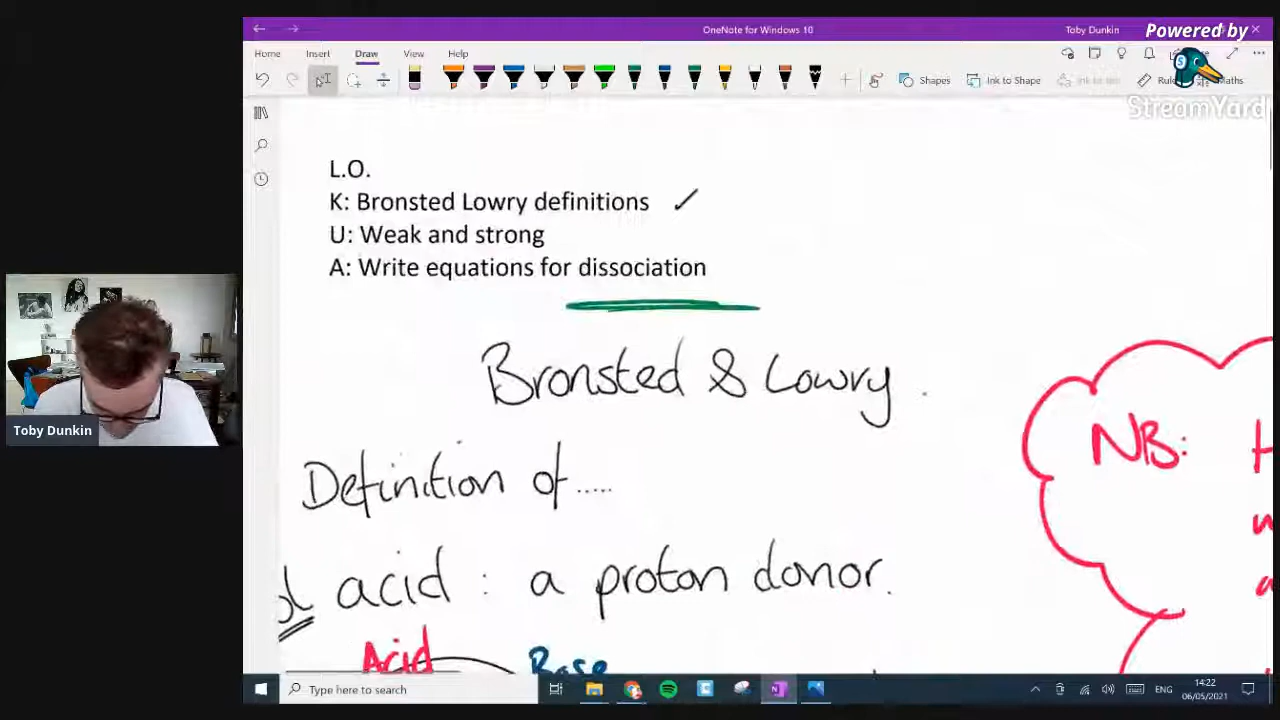 OneNote for Windows 10
Toby Dunkin
Powered by
StreamYard
Home Insert Draw View Help
Shapes Ink to Shape Maths
L.O.
K: Bronsted Lowry definitions
U: Weak and strong
A: Write equations for dissociation
Bronsted & Lowry.
Definition of.....
NB:
acid : a proton donor.
Acid Base
Toby Dunkin
Type here to search
ENG
14:22
06/05/2021